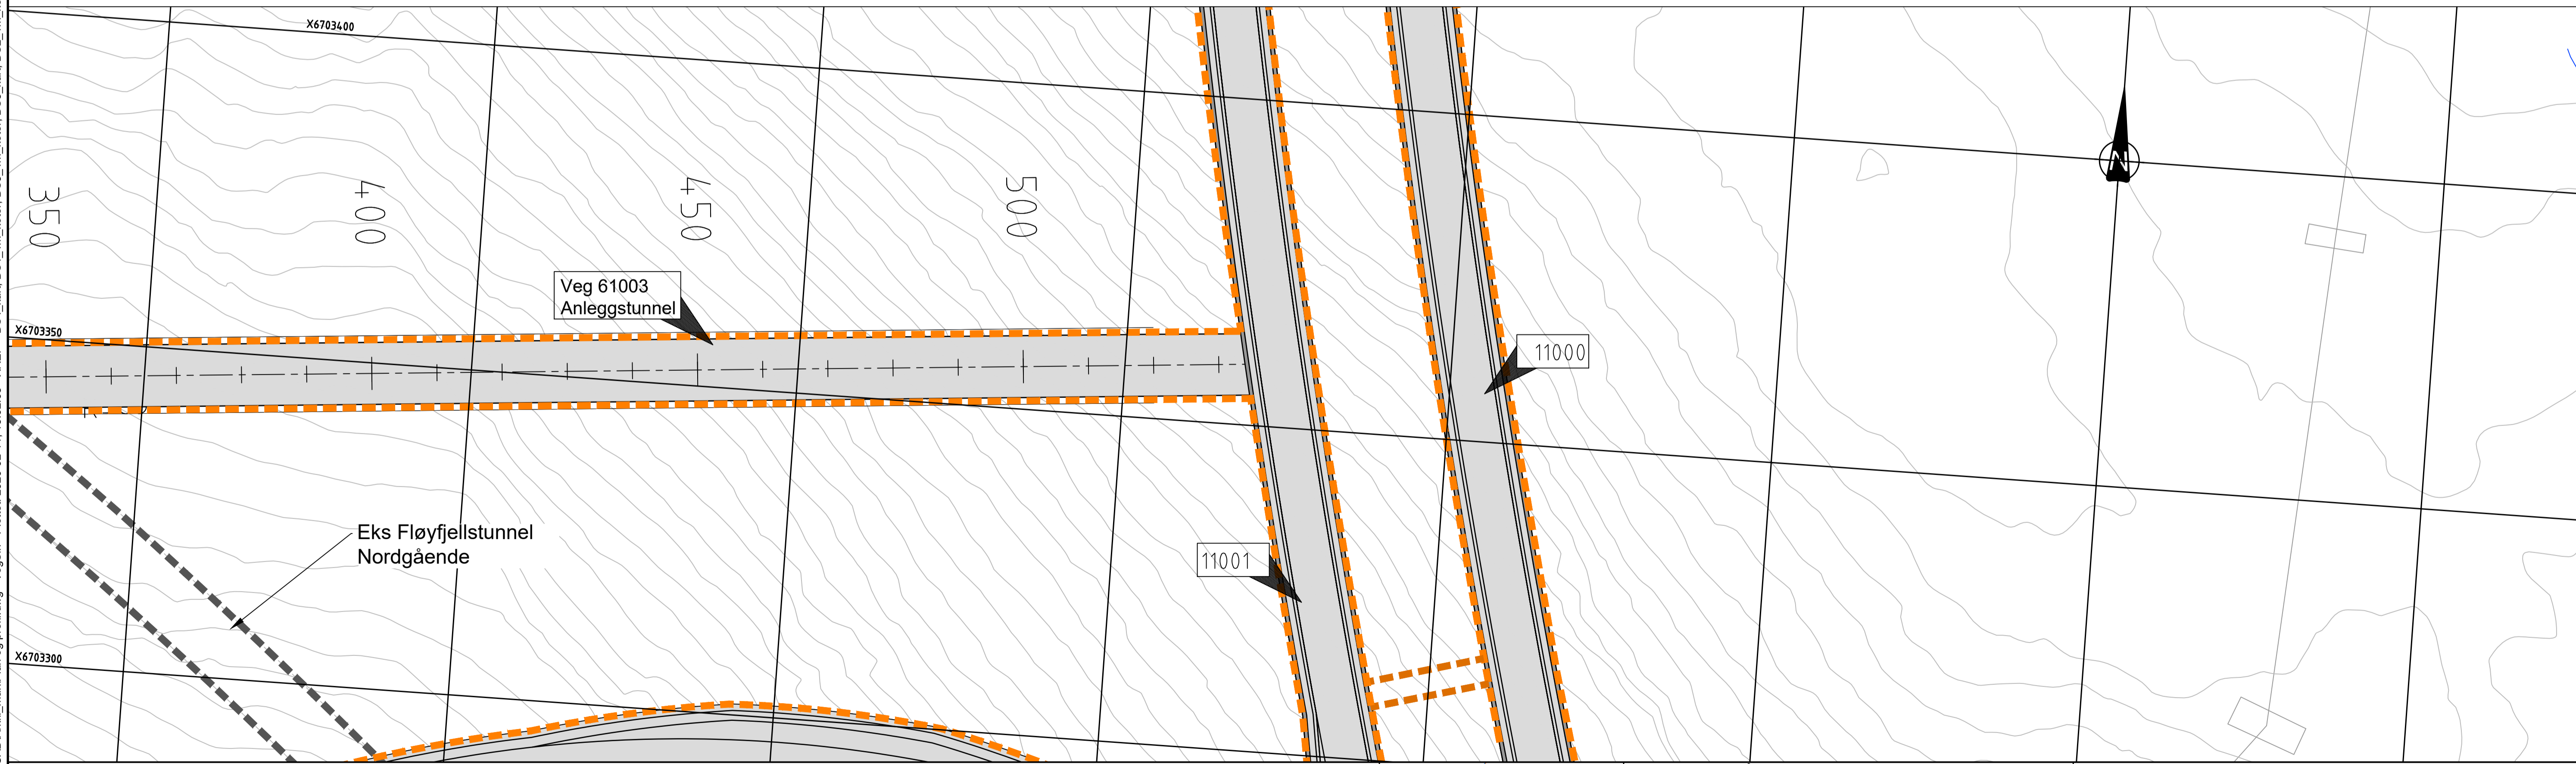 X6703400
350
400
450
500
Veg 61003
Anleggstunnel
X6703350
11000
N
Eks Fløyfjellstunnel
Nordgående
11001
X6703300